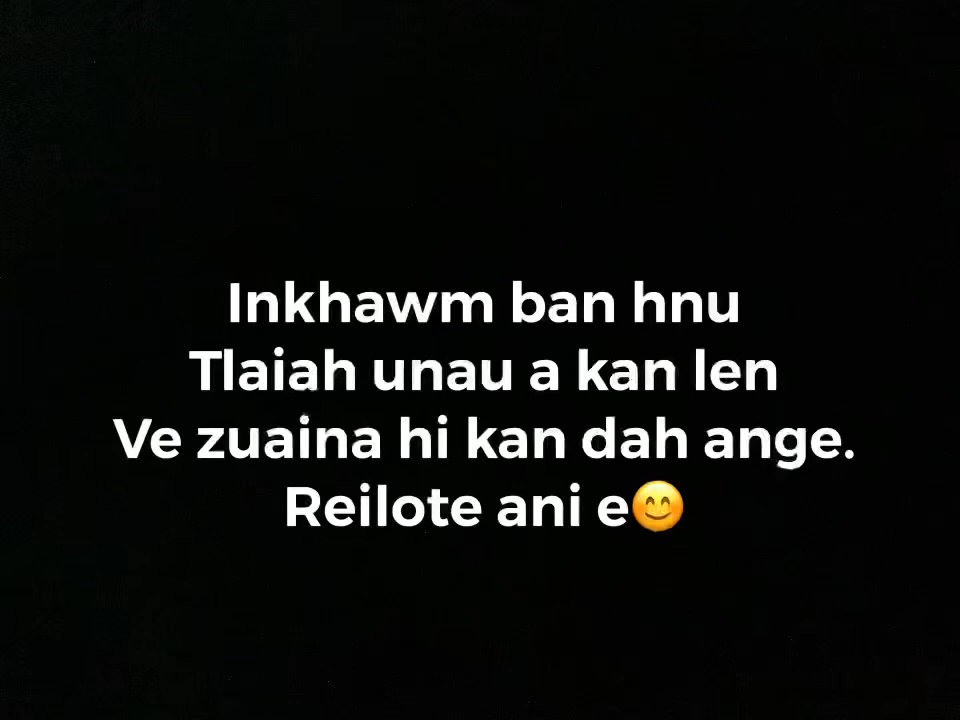 Inkhawm ban hnu
Tlaiah unau a kan len
Ve zuaina hi kan dah ange.
Reilote ani e😊